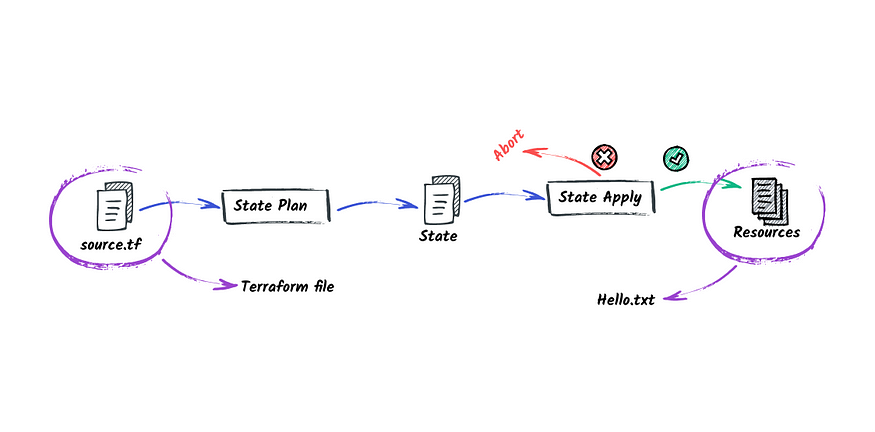 Abort
source.tf
State Plan
State
State Apply
Resources
Terraform file
Hello.txt